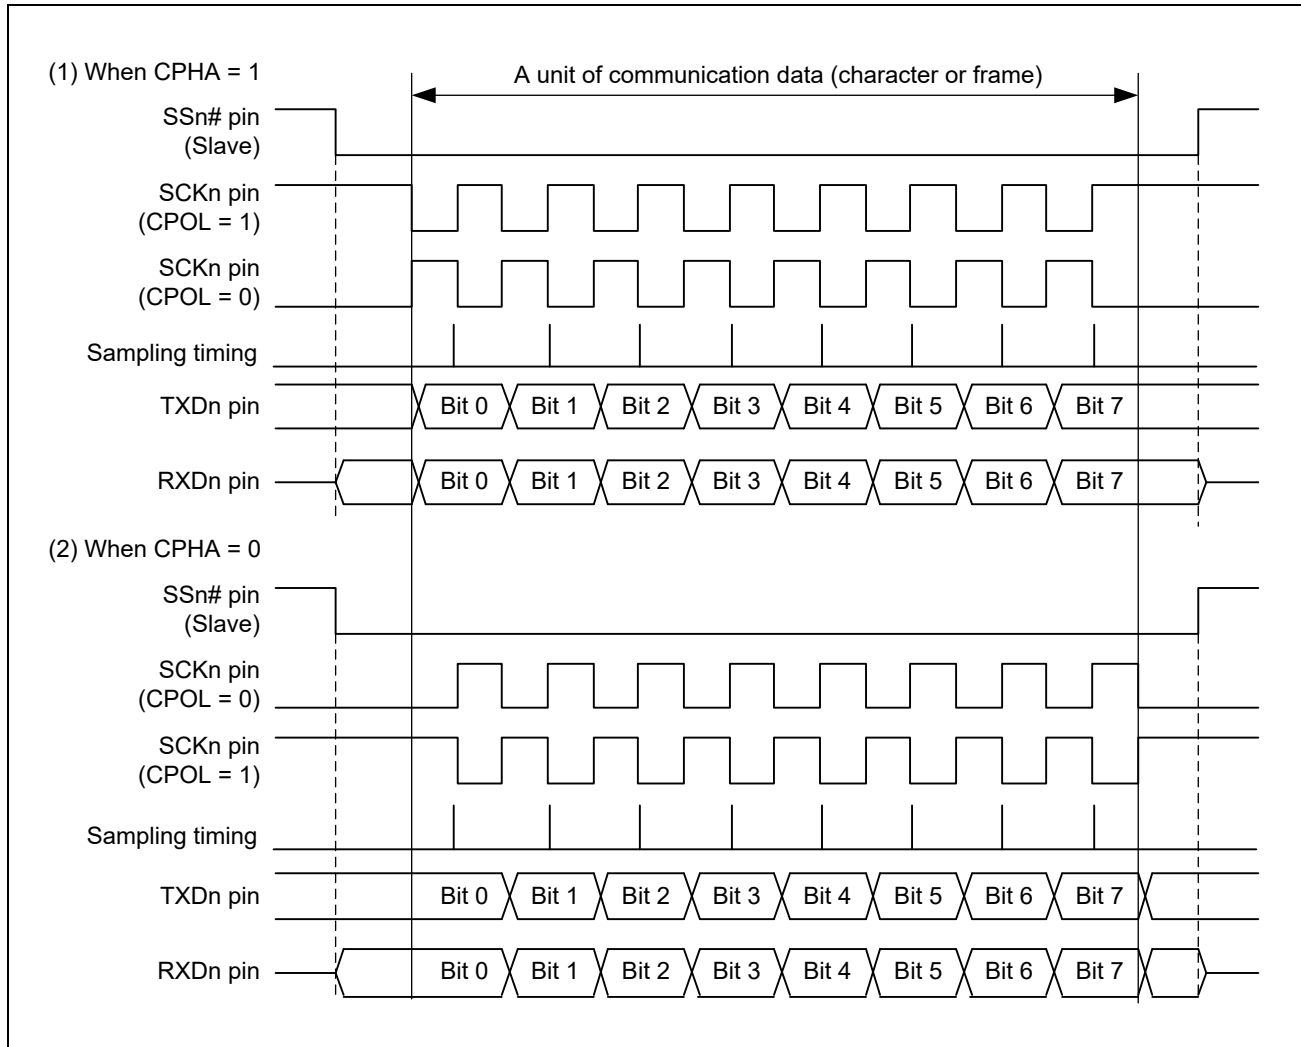 (1) When CPHA = 1
A unit of communication data (character or frame)
SSn# pin
(Slave)
SCKn pin
(CPOL = 1)
SCKn pin
(CPOL = 0)
Sampling timing
TXDn pin Bit 0 Bit 1 Bit 2 Bit 3 Bit 4 Bit 5 Bit 6 Bit 7
RXDn pin Bit 0 Bit 1 Bit 2 Bit 3 Bit 4 Bit 5 Bit 6 Bit 7
(2) When CPHA = 0
SSn# pin
(Slave)
SCKn pin
(CPOL = 0)
SCKn pin
(CPOL = 1)
Sampling timing
TXDn pin Bit 0 Bit 1 Bit 2 Bit 3 Bit 4 Bit 5 Bit 6 Bit 7
RXDn pin Bit 0 Bit 1 Bit 2 Bit 3 Bit 4 Bit 5 Bit 6 Bit 7